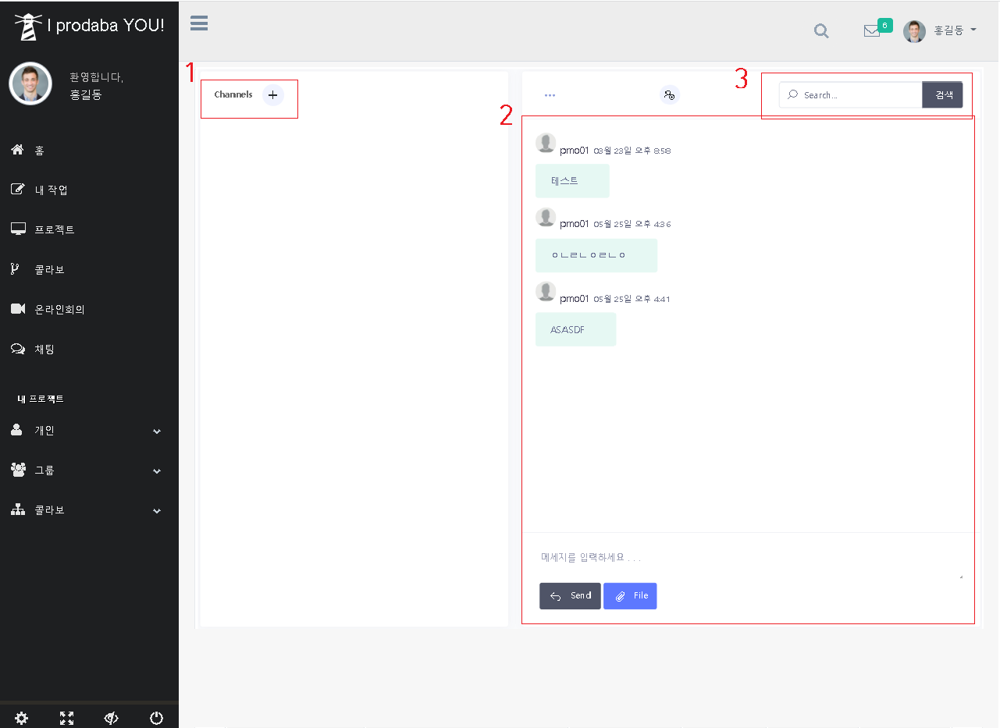 I prodaba YOU!
환영합니다,
홍길동
홈
내 작업
프로젝트
콜라보
온라인회의
채팅
내 프로젝트
개인
그룹
콜라보
6
홍길동
1
Channels
2
3
Search...
검색
pmo01 03월 23일 오후 8:58
테스트
pmo01 05월 25일 오후 4:36
ㅇㄴㄹㄴㅇㄹㄴㅇ
pmo01 05월 25일 오후 4:41
ASASDF
메세지를 입력하세요 . . .
Send
File